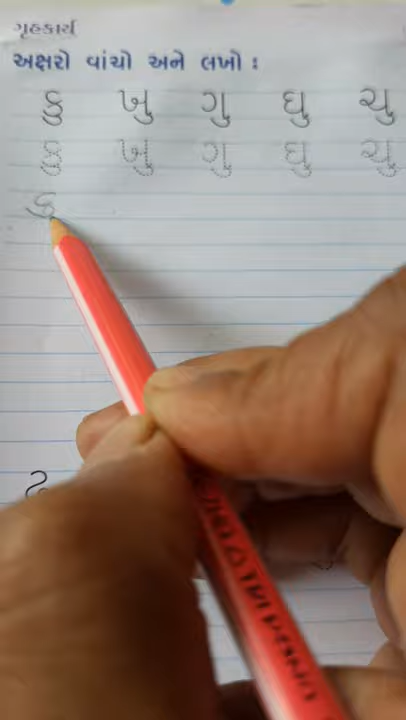 ગૃહકાર્ય
અક્ષરો વાંચો અને લખો :
કુ ખુ ગુ ઘુ ચુ
કુ ખુ ગુ ઘુ ચુ
ક